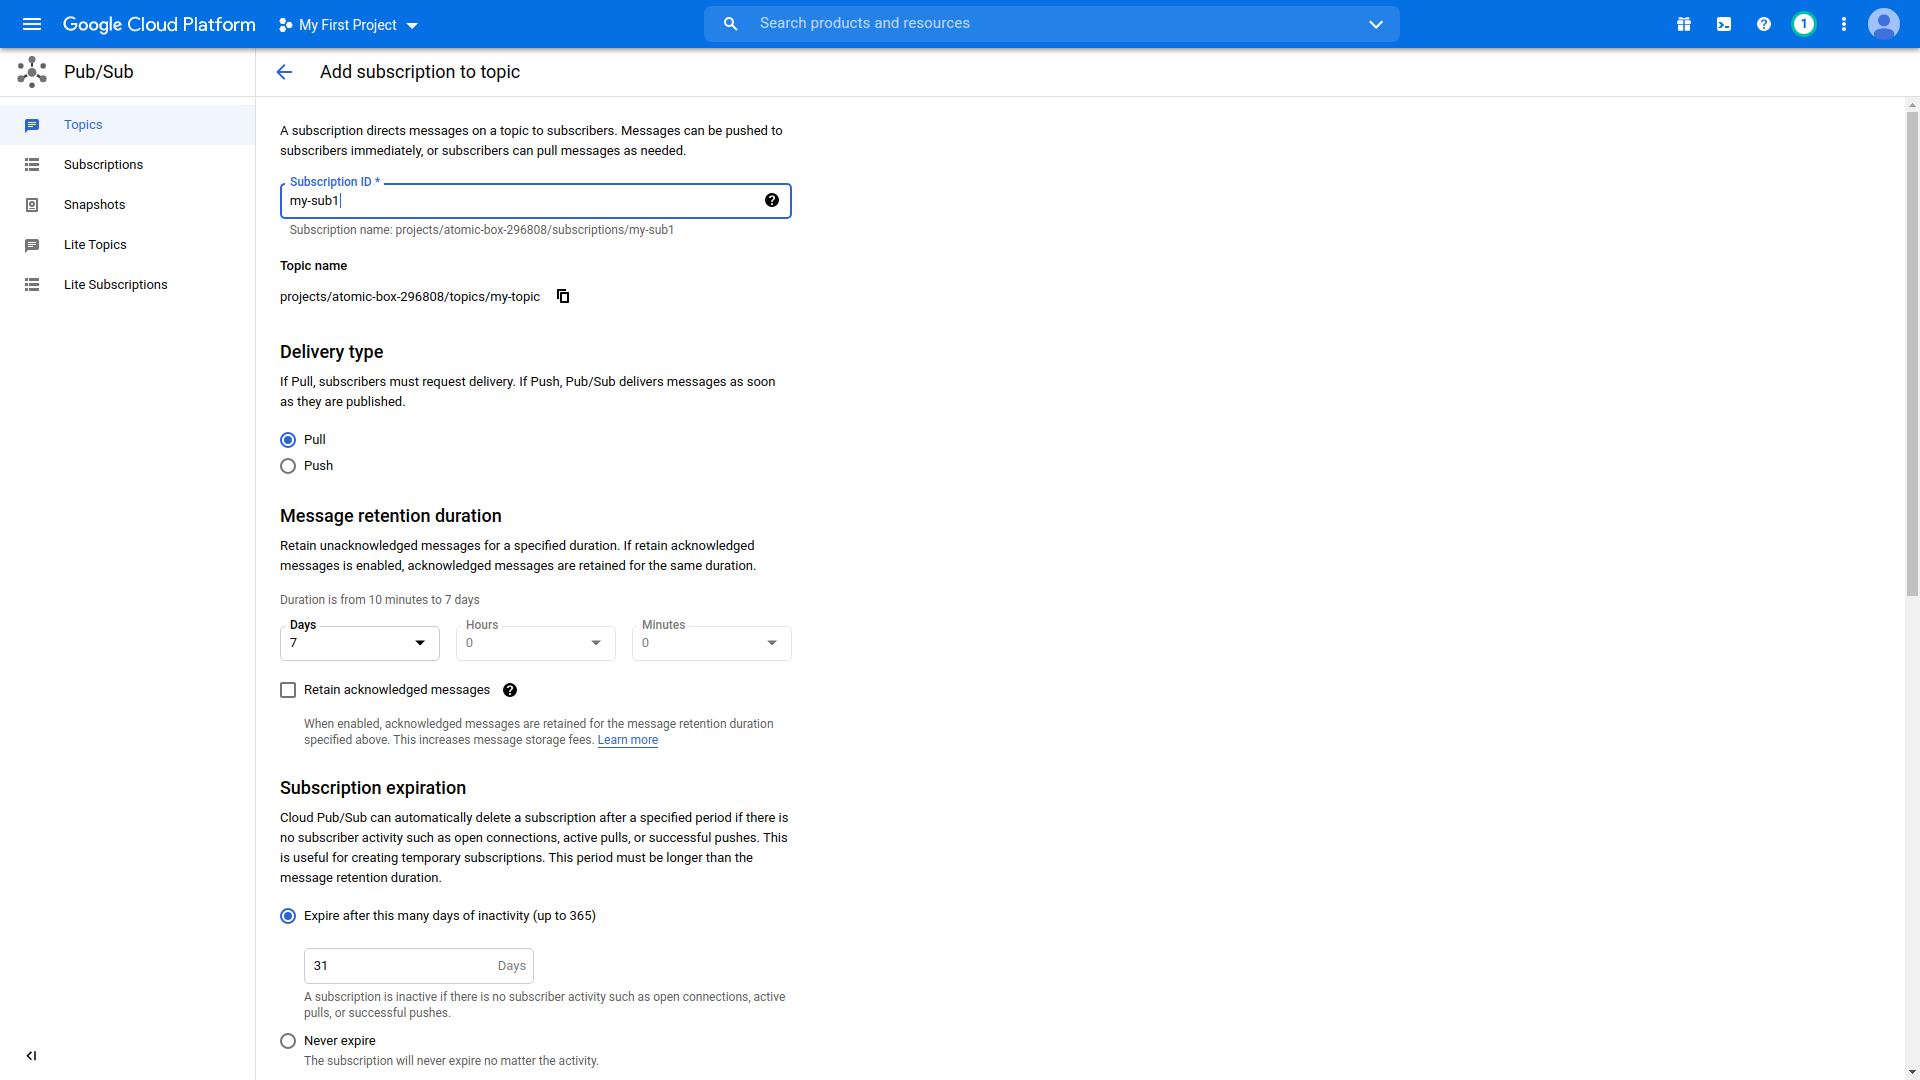 Google Cloud Platform
My First Project
Search products and resources
1
Pub/Sub
Add subscription to topic
Topics
Subscriptions
Snapshots
Lite Topics
Lite Subscriptions
A subscription directs messages on a topic to subscribers. Messages can be pushed to
subscribers immediately, or subscribers can pull messages as needed.
Subscription ID *
my-sub1
Subscription name: projects/atomic-box-296808/subscriptions/my-sub1
Topic name
projects/atomic-box-296808/topics/my-topic
Delivery type
If Pull, subscribers must request delivery. If Push, Pub/Sub delivers messages as soon
as they are published.
Pull
Push
Message retention duration
Retain unacknowledged messages for a specified duration. If retain acknowledged
messages is enabled, acknowledged messages are retained for the same duration.
Duration is from 10 minutes to 7 days
Days
7
Hours
0
Minutes
0
Retain acknowledged messages
When enabled, acknowledged messages are retained for the message retention duration
specified above. This increases message storage fees. Learn more
Subscription expiration
Cloud Pub/Sub can automatically delete a subscription after a specified period if there is
no subscriber activity such as open connections, active pulls, or successful pushes. This
is useful for creating temporary subscriptions. This period must be longer than the
message retention duration.
Expire after this many days of inactivity (up to 365)
31 Days
A subscription is inactive if there is no subscriber activity such as open connections, active
pulls, or successful pushes.
Never expire
The subscription will never expire no matter the activity.